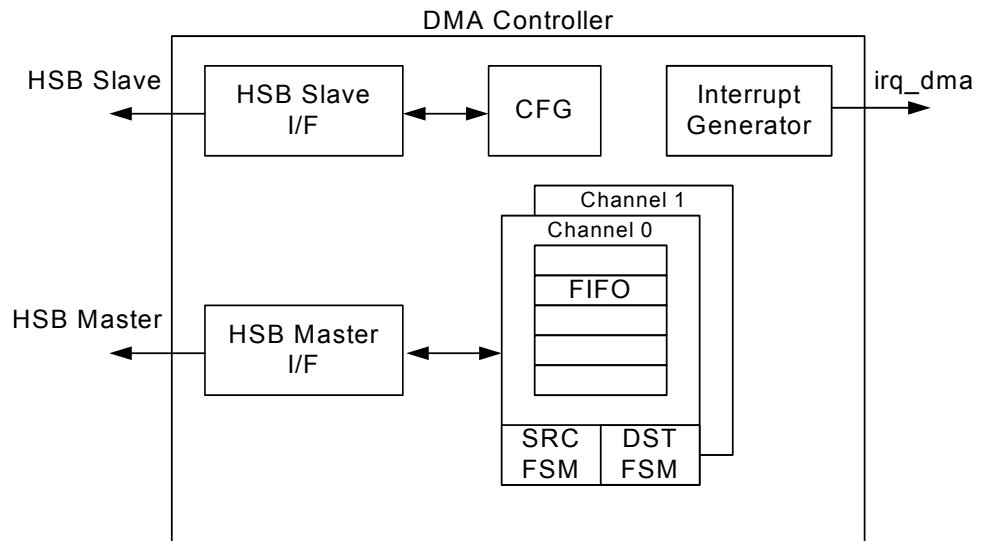 DMA Controller
HSB Slave
HSB Slave
I/F
CFG
Interrupt
Generator
irq_dma
Channel 1
Channel 0
FIFO
HSB Master
HSB Master
I/F
SRC
FSM
DST
FSM